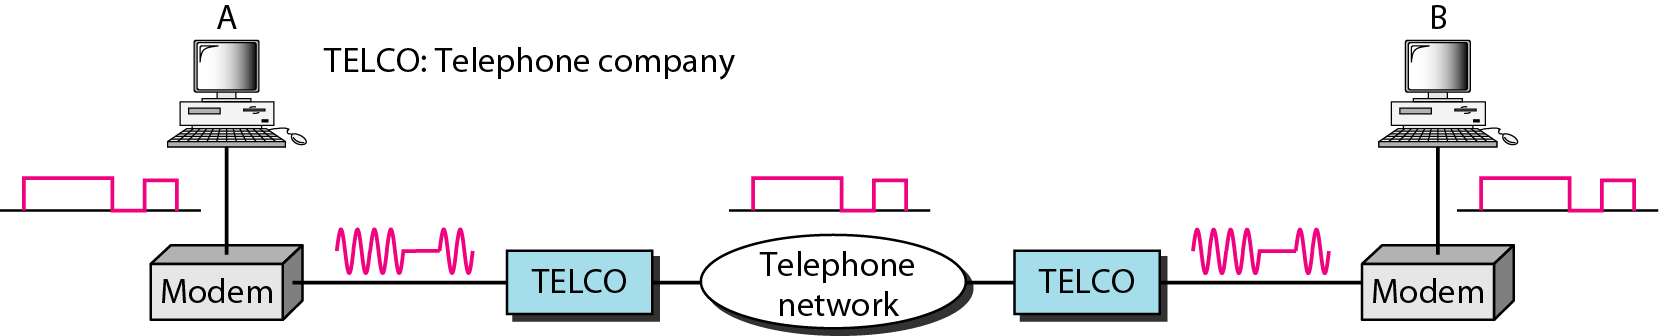 A
B
TELCO: Telephone company
Modem
TELCO
Telephone
network
TELCO
Modem